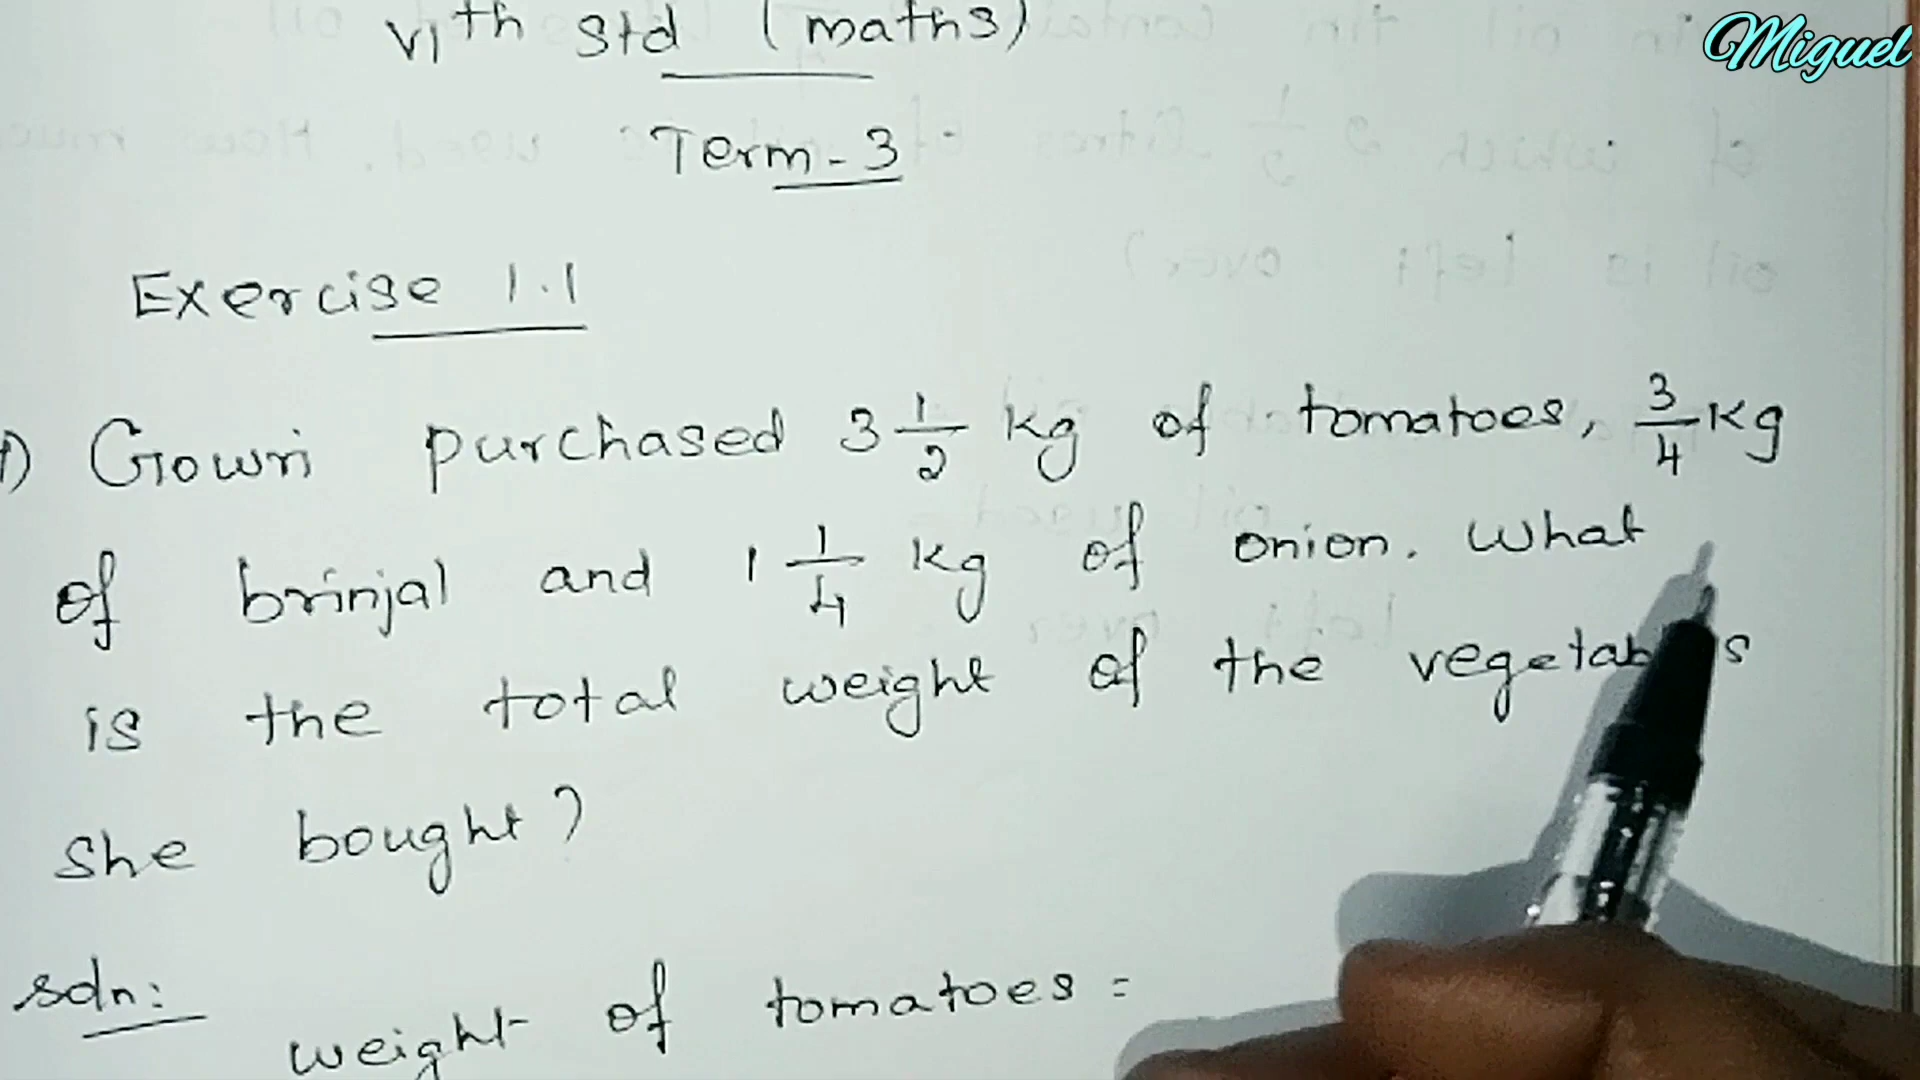 Miguel
VIth std (maths)
Term-3
Exercise 1.1
1) Gowri purchased 3 1/2 kg of tomatoes, 3/4 kg
of brinjal and 1 1/4 kg of onion. What
is the total weight of the vegetables
she bought?
soln:
weight of tomatoes =